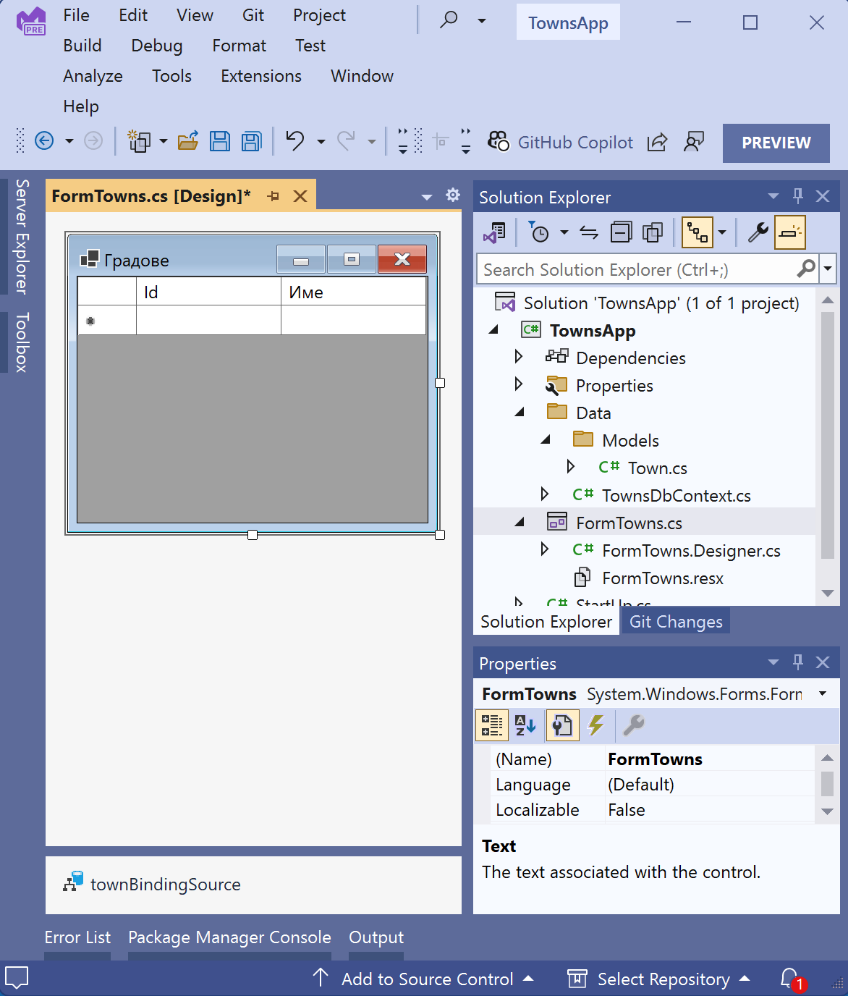 PRE
File Edit View Git Project
TownsApp
Build Debug Format Test
Analyze Tools Extensions Window
Help
GitHub Copilot
PREVIEW
Server Explorer
Toolbox
FormTowns.cs [Design]*
Градове
Id Име
townBindingSource
Solution Explorer
Search Solution Explorer (Ctrl+;)
Solution 'TownsApp' (1 of 1 project)
C# TownsApp
Dependencies
Properties
Data
Models
C# Town.cs
C# TownsDbContext.cs
FormTowns.cs
C# FormTowns.Designer.cs
FormTowns.resx
C# StartUp.cs
Solution Explorer Git Changes
Properties
FormTowns System.Windows.Forms.Form
A
Z
(Name) FormTowns
Language (Default)
Localizable False
Text
The text associated with the control.
Error List Package Manager Console Output
Add to Source Control Select Repository 1